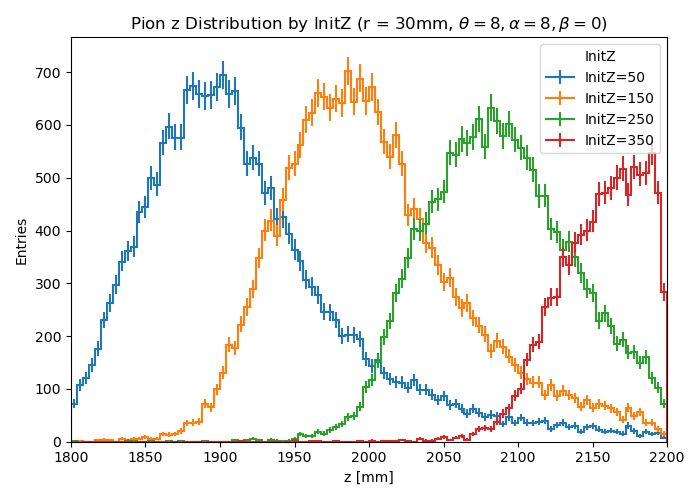 Pion z Distribution by InitZ (r = 30mm, θ = 8, α = 8, β = 0)
InitZ
InitZ=50
InitZ=150
InitZ=250
InitZ=350
Entries
700
600
500
400
300
200
100
0
1800 1850 1900 1950 2000 2050 2100 2150 2200
z [mm]